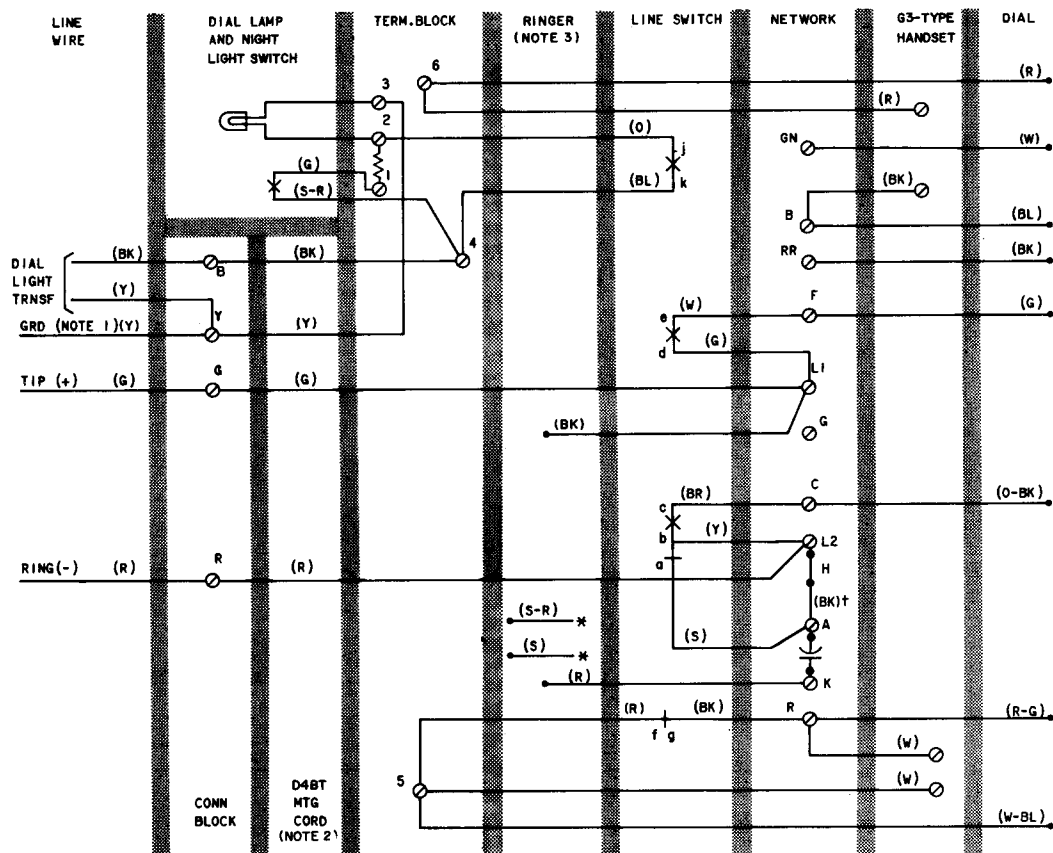 LINE WIRE
DIAL LAMP AND NIGHT LIGHT SWITCH
TERM.BLOCK
RINGER (NOTE 3)
LINE SWITCH
NETWORK
G3-TYPE HANDSET
DIAL
6
(R)
3
(R)
2
(O)
GN
(W)
j
(G)
1
k
(BK)
(S-R)
(BL)
B
(BL)
4
(BK)
B
(BK)
RR
(BK)
DIAL LIGHT TRNSF
(Y)
F
(W)
e
(G)
GRD (NOTE 1)(Y)
Y
(Y)
d
(G)
TIP (+)
(G)
G
(G)
L1
(BK)
G
C
(BR)
(O-BK)
c
b
(Y)
L2
a
H
RING(-)
(R)
R
(R)
(BK)†
(S-R)
*
A
(S)
*
(S)
(R)
K
(R)
(BK)
R
(R-G)
f
g
(W)
5
(W)
CONN BLOCK
D4BT MTG CORD (NOTE 2)
(W-BL)